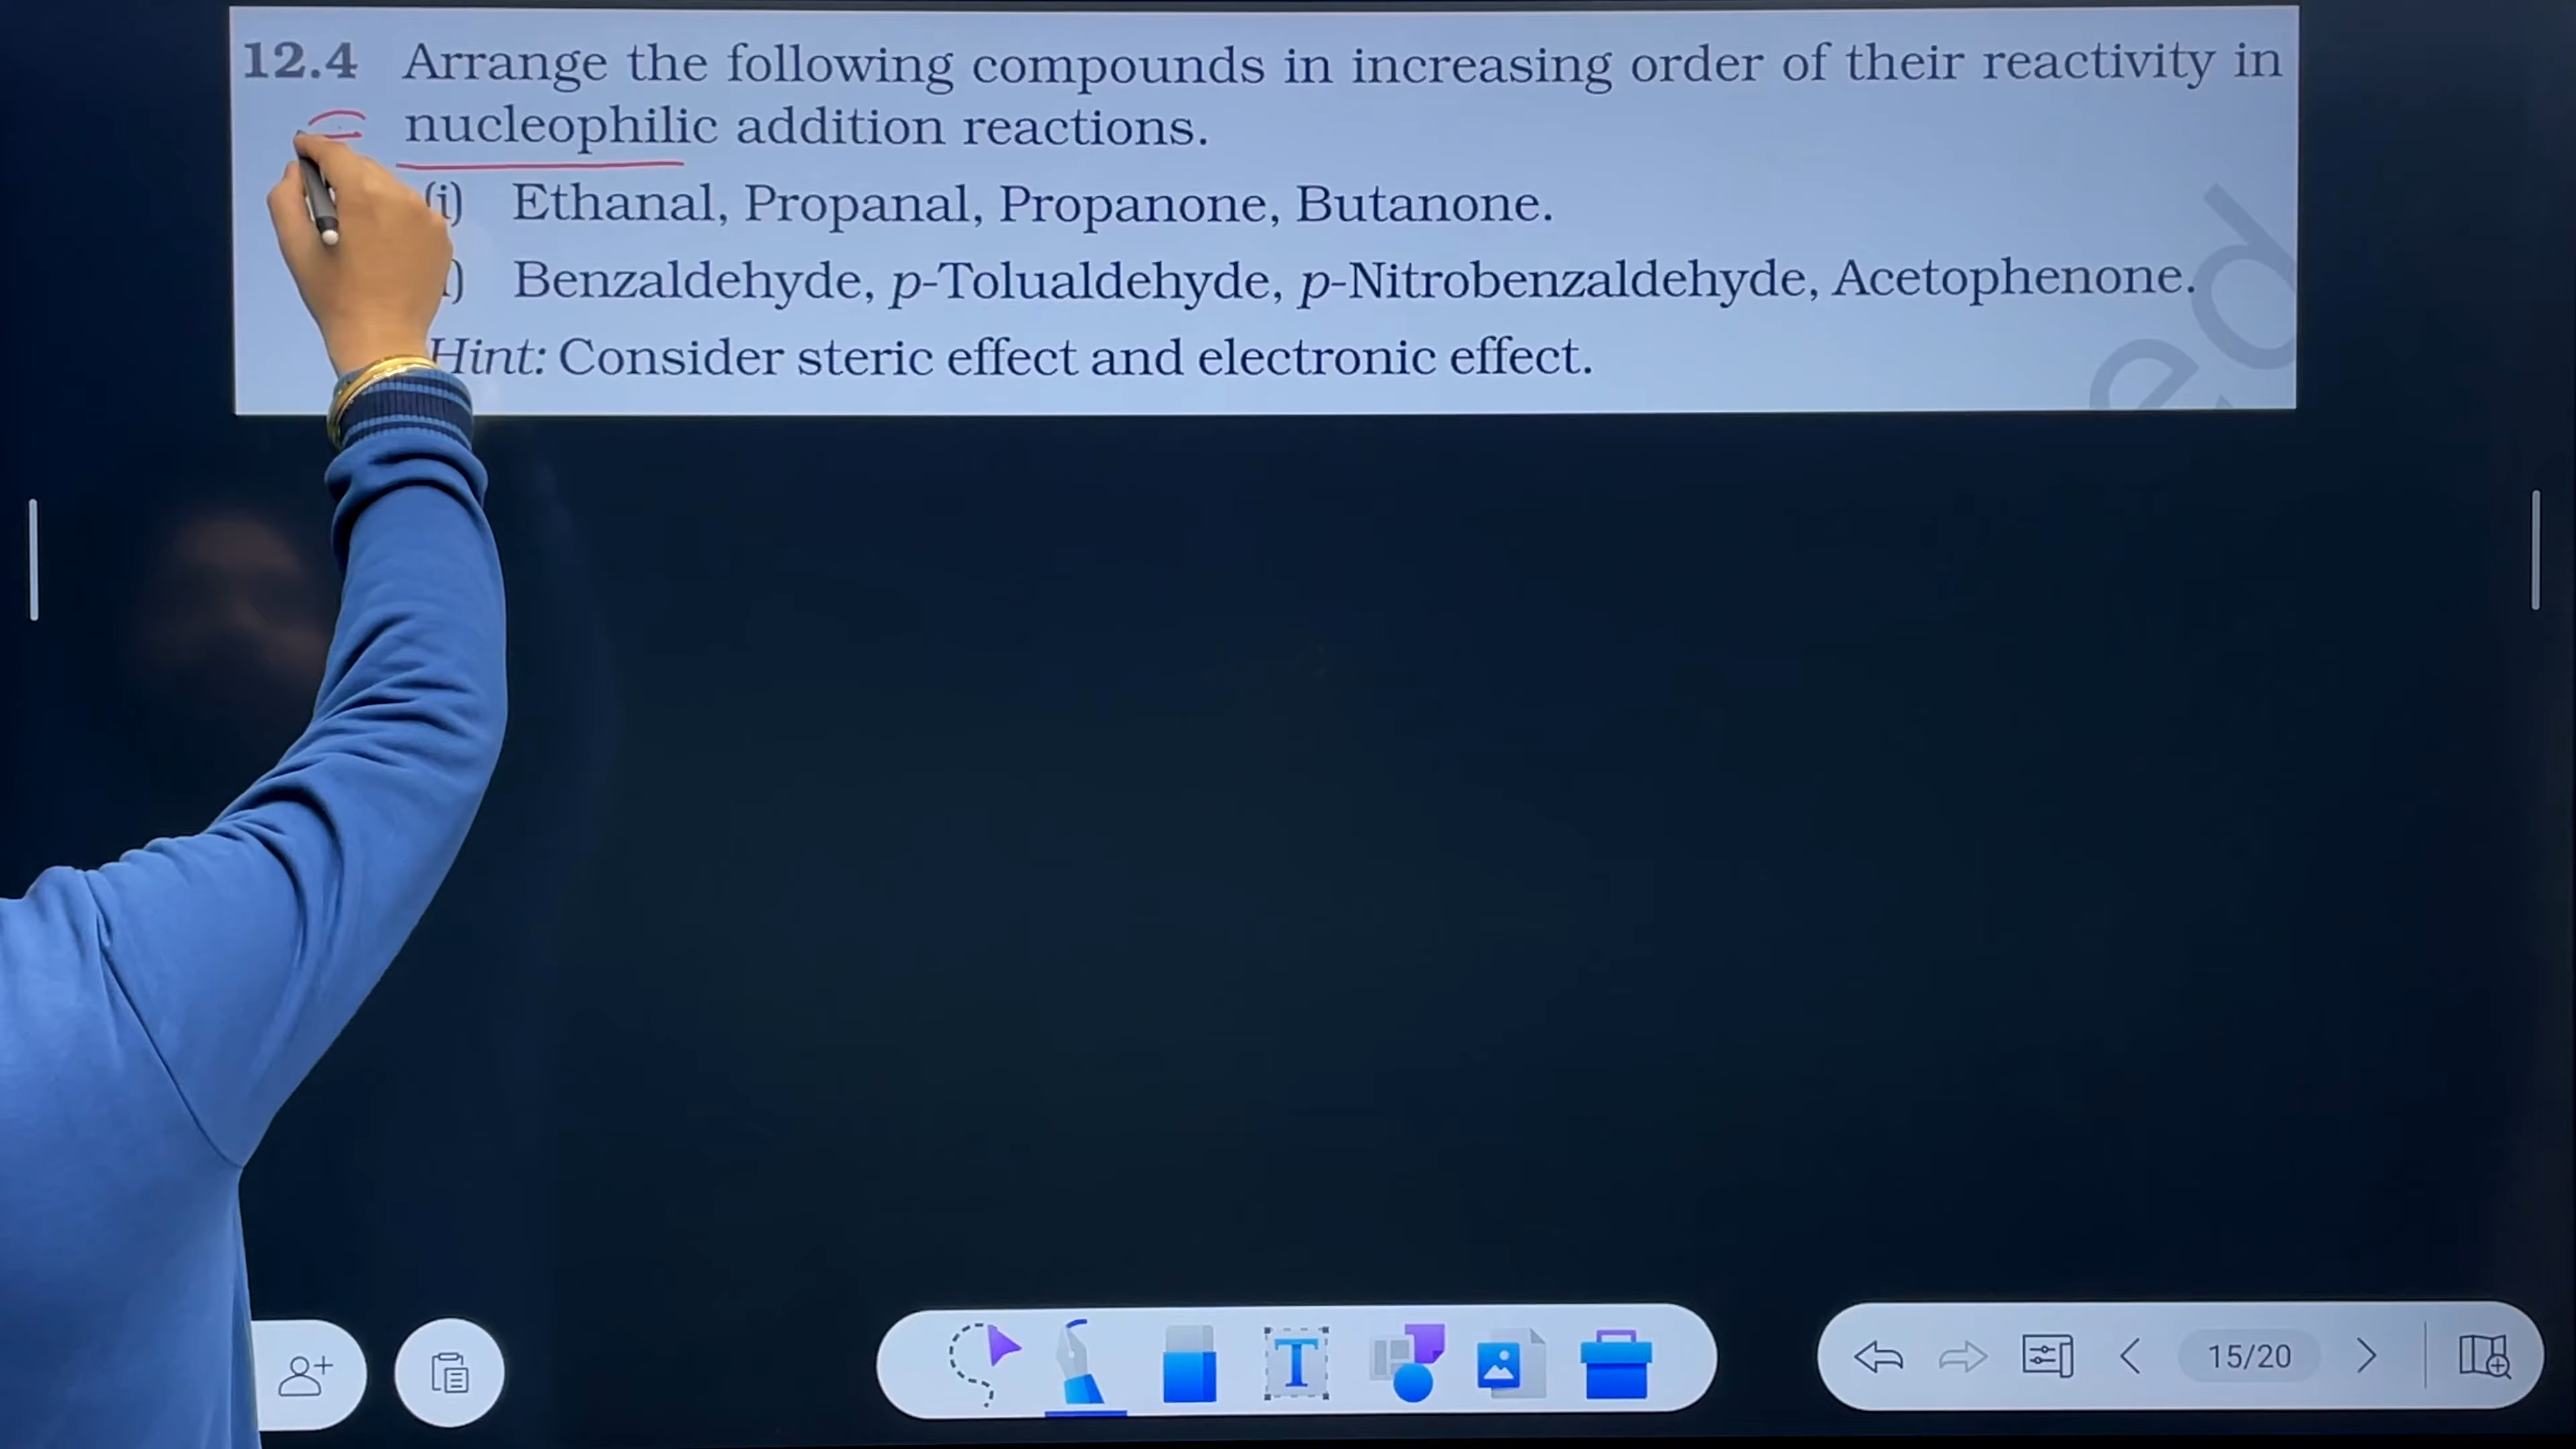 12.4 Arrange the following compounds in increasing order of their reactivity in
nucleophilic addition reactions.
(i) Ethanal, Propanal, Propanone, Butanone.
) Benzaldehyde, p-Tolualdehyde, p-Nitrobenzaldehyde, Acetophenone.
Hint: Consider steric effect and electronic effect.
ed
T
15/20